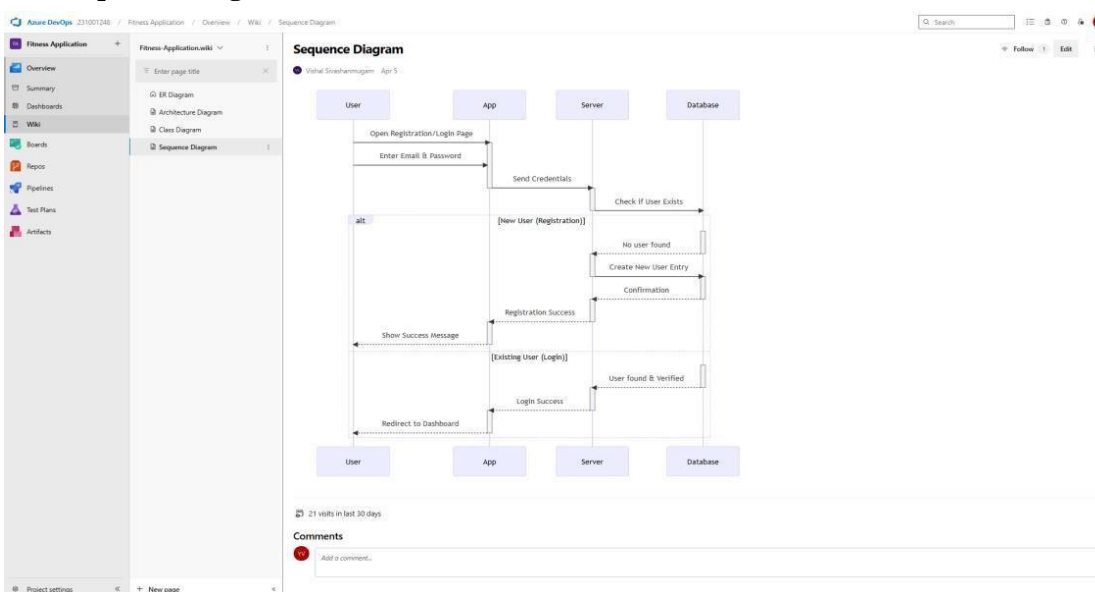 Azure DevOps 231001248 / Fitness Application / Overview / Wiki / Sequence Diagram
Search
Fitness Application +
Overview
Summary
Dashboards
Wiki
Boards
Repos
Pipelines
Test Plans
Artifacts
Project settings
Fitness-Application.wiki
Enter page title
ER Diagram
Architecture Diagram
Class Diagram
Sequence Diagram
+ New page
Sequence Diagram
Follow 1 Edit
Vishal Sivashanmugam Apr 5
User App Server Database
Open Registration/Login Page
Enter Email & Password
Send Credentials
Check if User Exists
alt [New User (Registration)]
No user found
Create New User Entry
Confirmation
Registration Success
Show Success Message
[Existing User (Login)]
User found & Verified
Login Success
Redirect to Dashboard
User App Server Database
21 visits in last 30 days
Comments
YV
Add a comment...